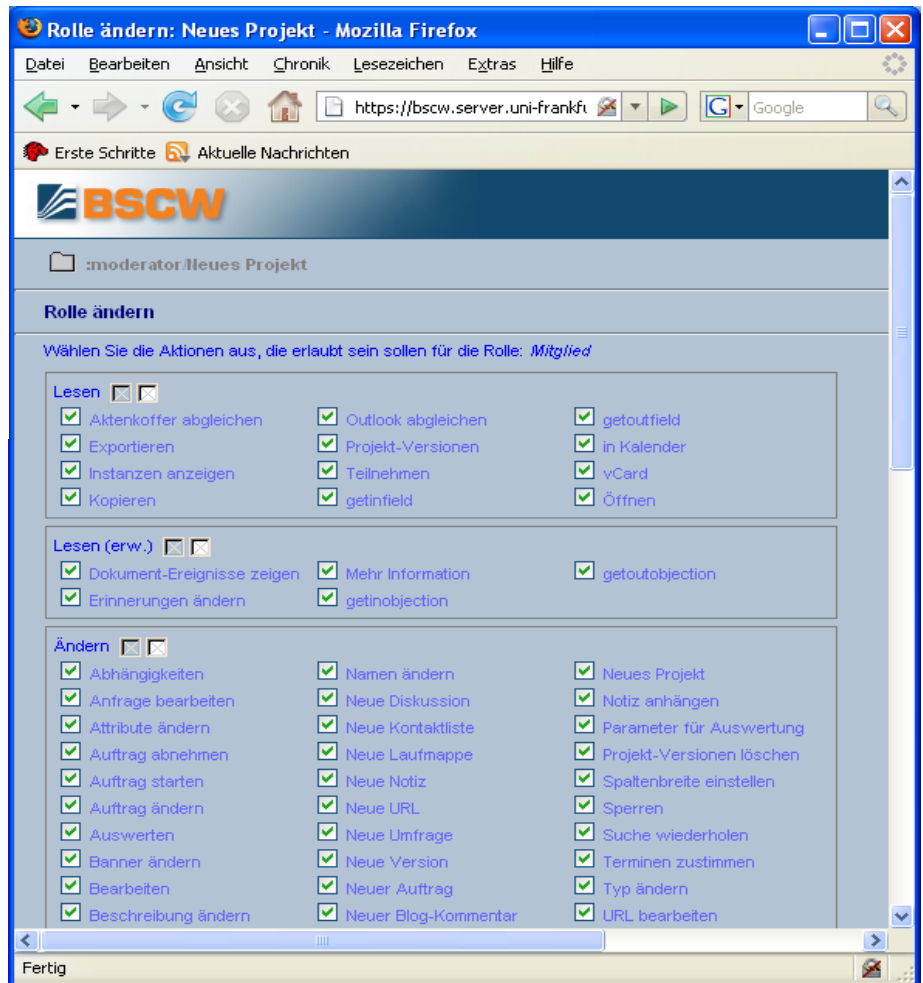 Rolle ändern: Neues Projekt - Mozilla Firefox
Datei Bearbeiten Ansicht Chronik Lesezeichen Extras Hilfe
https://bscw.server.uni-frankfu G Google
Erste Schritte Aktuelle Nachrichten
BSCW
:moderator/Neues Projekt
Rolle ändern
Wählen Sie die Aktionen aus, die erlaubt sein sollen für die Rolle: Mitglied
Lesen
Aktenkoffer abgleichen Outlook abgleichen getoutfield
Exportieren Projekt-Versionen in Kalender
Instanzen anzeigen Teilnehmen vCard
Kopieren getinfield Öffnen
Lesen (erw.)
Dokument-Ereignisse zeigen Mehr Information getoutobjection
Erinnerungen ändern getinobjection
Ändern
Abhängigkeiten Namen ändern Neues Projekt
Anfrage bearbeiten Neue Diskussion Notiz anhängen
Attribute ändern Neue Kontaktliste Parameter für Auswertung
Auftrag abnehmen Neue Laufmappe Projekt-Versionen löschen
Auftrag starten Neue Notiz Spaltenbreite einstellen
Auftrag ändern Neue URL Sperren
Auswerten Neue Umfrage Suche wiederholen
Banner ändern Neue Version Terminen zustimmen
Bearbeiten Neuer Auftrag Typ ändern
Beschreibung ändern Neuer Blog-Kommentar URL bearbeiten
Fertig